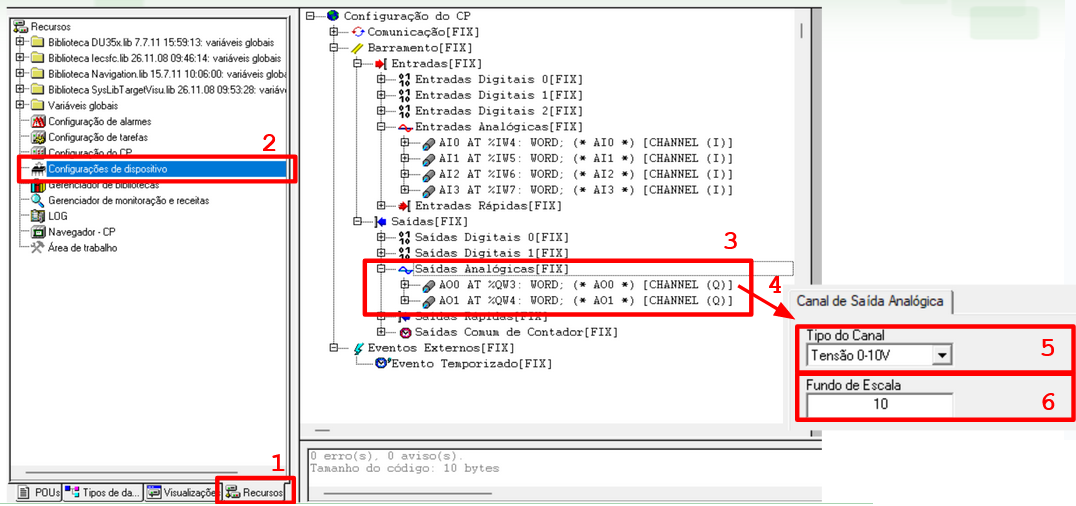 Recursos
Biblioteca DU35x.lib 7.7.11 15:59:13: variáveis globais
Biblioteca Iecsfc.lib 26.11.08 09:46:14: variáveis globais
Biblioteca Navigation.lib 15.7.11 10:06:00: variáveis globa
Biblioteca SysLibTargetVisu.lib 26.11.08 09:53:28: variáv
Variáveis globais
Configuração de alarmes
Configuração de tarefas
2
Configuração do CP
Configurações de dispositivo
Gerenciador de bibliotecas
Gerenciador de monitoração e receitas
LOG
Navegador - CP
Área de trabalho
1
POUs
Tipos de da...
Visualizaçõe
Recursos
Configuração do CP
Comunicação[FIX]
Barramento[FIX]
Entradas[FIX]
Entradas Digitais 0[FIX]
Entradas Digitais 1[FIX]
Entradas Digitais 2[FIX]
Entradas Analógicas[FIX]
AI0 AT %IW4: WORD; (* AI0 *) [CHANNEL (I)]
AI1 AT %IW5: WORD; (* AI1 *) [CHANNEL (I)]
AI2 AT %IW6: WORD; (* AI2 *) [CHANNEL (I)]
AI3 AT %IW7: WORD; (* AI3 *) [CHANNEL (I)]
Entradas Rápidas[FIX]
Saídas[FIX]
Saídas Digitais 0[FIX]
3
Saídas Digitais 1[FIX]
Saídas Analógicas[FIX]
AO0 AT %QW3: WORD; (* AO0 *) [CHANNEL (Q)]
4
AO1 AT %QW4: WORD; (* AO1 *) [CHANNEL (Q)]
Saídas Rápidas[FIX]
Saídas Comum de Contador[FIX]
Eventos Externos[FIX]
Evento Temporizado[FIX]
0 erro(s), 0 aviso(s).
Tamanho do código: 10 bytes
Canal de Saída Analógica
Tipo do Canal
Tensão 0-10V
5
Fundo de Escala
10
6